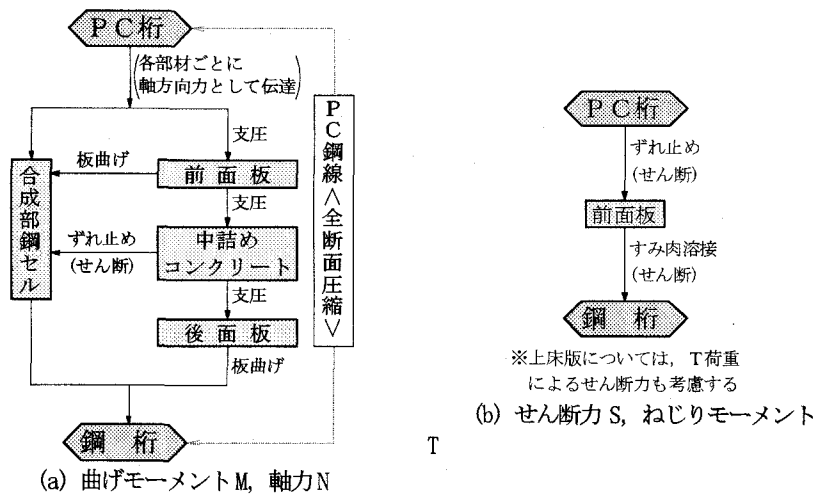 PC桁
(各部材ごとに
軸方向力として伝達)
支圧
板曲げ
前面板
合成部鋼セル
支圧
ずれ止め
(せん断)
中詰め
コンクリート
支圧
後面板
板曲げ
PC鋼線<全断面圧縮>
鋼 桁
(a) 曲げモーメントM, 軸力N
PC桁
ずれ止め
(せん断)
前面板
すみ肉溶接
(せん断)
鋼 桁
※上床版については, T荷重
によるせん断力も考慮する
(b) せん断力S, ねじりモーメント
T